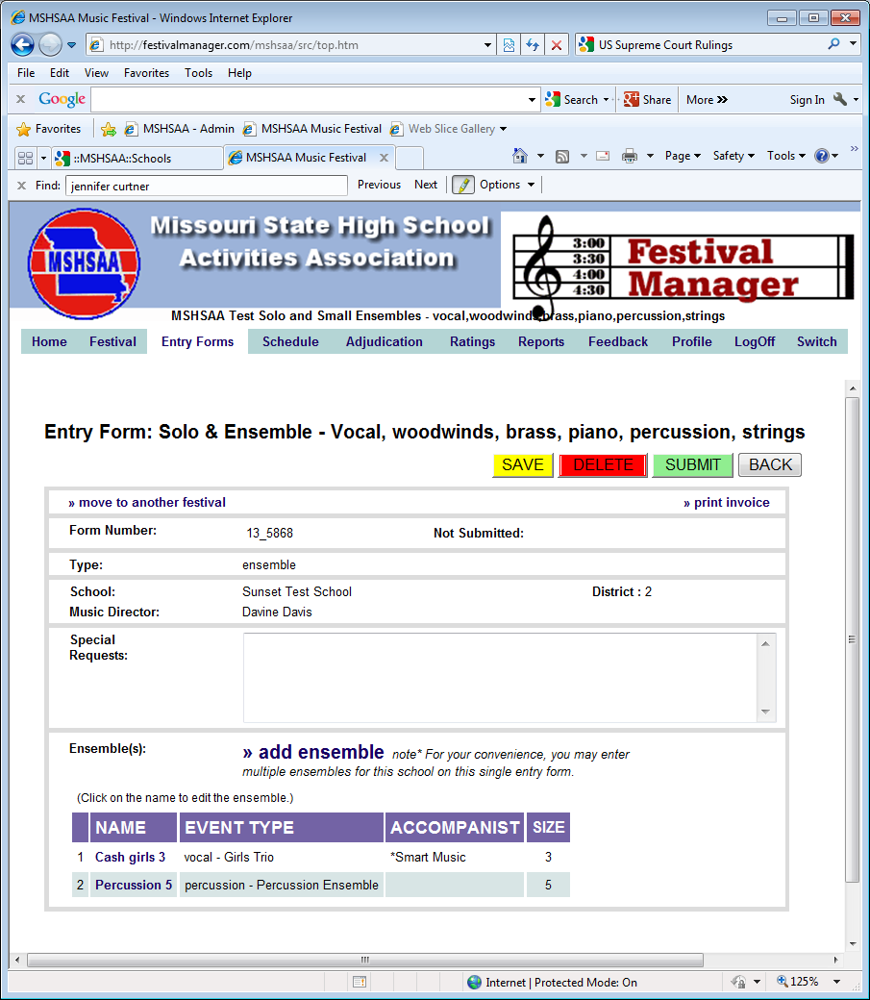 MSHSAA Music Festival - Windows Internet Explorer
http://festivalmanager.com/mshsaa/src/top.htm
US Supreme Court Rulings
File Edit View Favorites Tools Help
x Google Search Share More » Sign In
Favorites MSHSAA - Admin MSHSAA Music Festival Web Slice Gallery
::MSHSAA::Schools MSHSAA Music Festival x Page Safety Tools »
x Find: jennifer curtner Previous Next Options
MSHSAA
Missouri State High School
Activities Association
3:00
3:30
4:00
4:30
Festival
Manager
MSHSAA Test Solo and Small Ensembles - vocal,woodwinds,brass,piano,percussion,strings
Home Festival Entry Forms Schedule Adjudication Ratings Reports Feedback Profile LogOff Switch
Entry Form: Solo & Ensemble - Vocal, woodwinds, brass, piano, percussion, strings
SAVE DELETE SUBMIT BACK
» move to another festival » print invoice
Form Number: 13_5868 Not Submitted:
Type: ensemble
School: Sunset Test School District : 2
Music Director: Davine Davis
Special
Requests:
Ensemble(s): » add ensemble note* For your convenience, you may enter
multiple ensembles for this school on this single entry form.
(Click on the name to edit the ensemble.)
NAME EVENT TYPE ACCOMPANIST SIZE
1 Cash girls 3 vocal - Girls Trio *Smart Music 3
2 Percussion 5 percussion - Percussion Ensemble 5
Internet | Protected Mode: On 125%